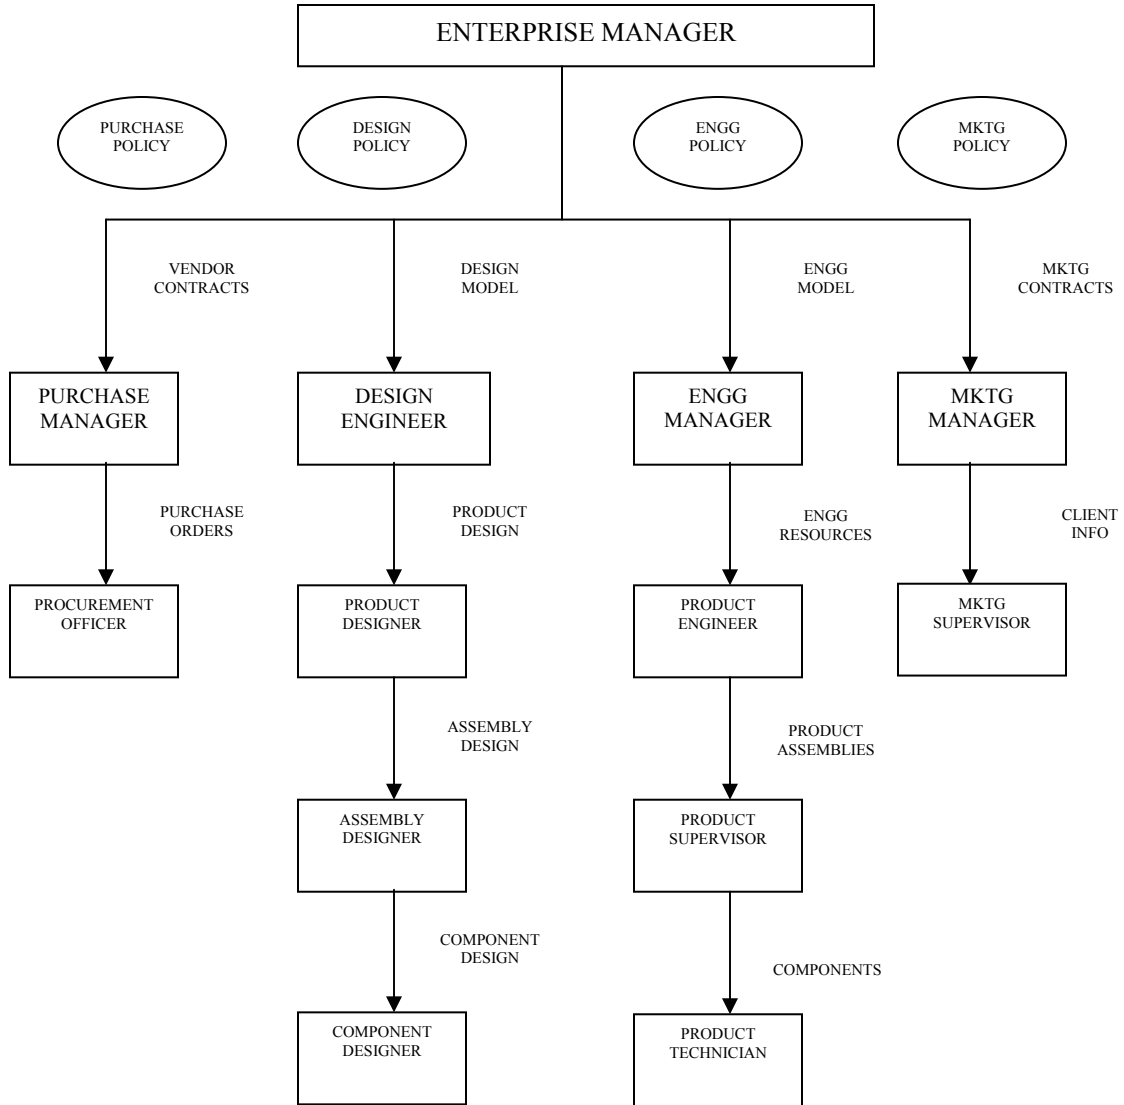 ENTERPRISE MANAGER
PURCHASE
POLICY
DESIGN
POLICY
ENGG
POLICY
MKTG
POLICY
VENDOR
CONTRACTS
DESIGN
MODEL
ENGG
MODEL
MKTG
CONTRACTS
PURCHASE
MANAGER
DESIGN
ENGINEER
ENGG
MANAGER
MKTG
MANAGER
PURCHASE
ORDERS
PRODUCT
DESIGN
ENGG
RESOURCES
CLIENT
INFO
PROCUREMENT
OFFICER
PRODUCT
DESIGNER
PRODUCT
ENGINEER
MKTG
SUPERVISOR
ASSEMBLY
DESIGN
PRODUCT
ASSEMBLIES
ASSEMBLY
DESIGNER
PRODUCT
SUPERVISOR
COMPONENT
DESIGN
COMPONENTS
COMPONENT
DESIGNER
PRODUCT
TECHNICIAN